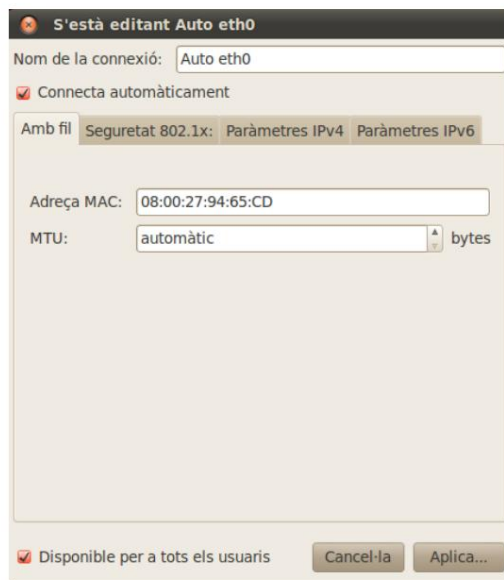 S'està editant Auto eth0
Nom de la connexió: Auto eth0
Connecta automàticament
Amb fil Seguretat 802.1x: Paràmetres IPv4 Paràmetres IPv6
Adreça MAC: 08:00:27:94:65:CD
MTU: automàtic bytes
Disponible per a tots els usuaris Cancel·la Aplica...